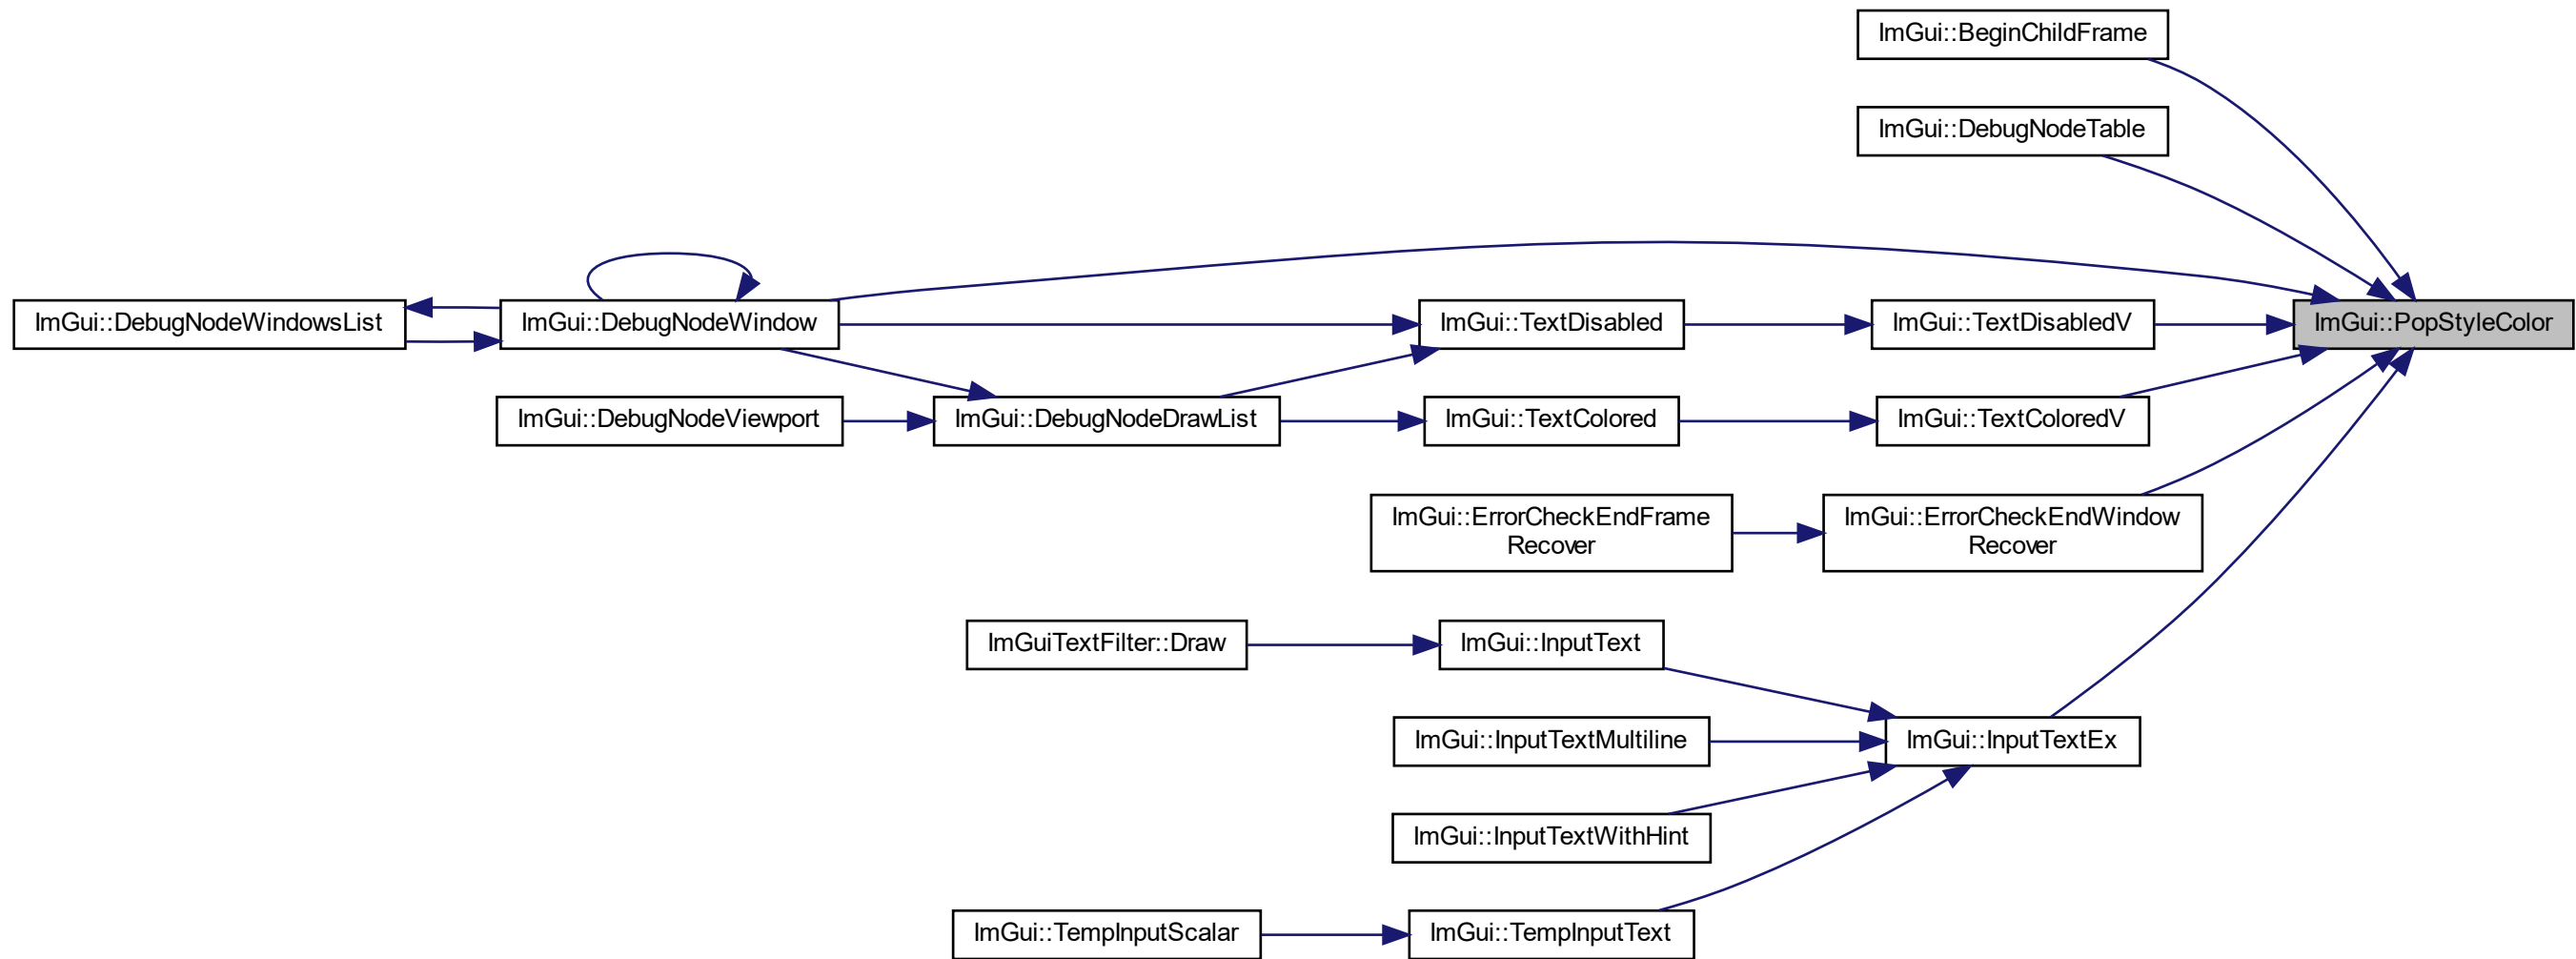 ImGui::BeginChildFrame
ImGui::DebugNodeTable
ImGui::DebugNodeWindowsList
ImGui::DebugNodeWindow
ImGui::TextDisabled
ImGui::TextDisabledV
ImGui::PopStyleColor
ImGui::DebugNodeViewport
ImGui::DebugNodeDrawList
ImGui::TextColored
ImGui::TextColoredV
ImGui::ErrorCheckEndFrame
Recover
ImGui::ErrorCheckEndWindow
Recover
ImGuiTextFilter::Draw
ImGui::InputText
ImGui::InputTextMultiline
ImGui::InputTextEx
ImGui::InputTextWithHint
ImGui::TempInputScalar
ImGui::TempInputText